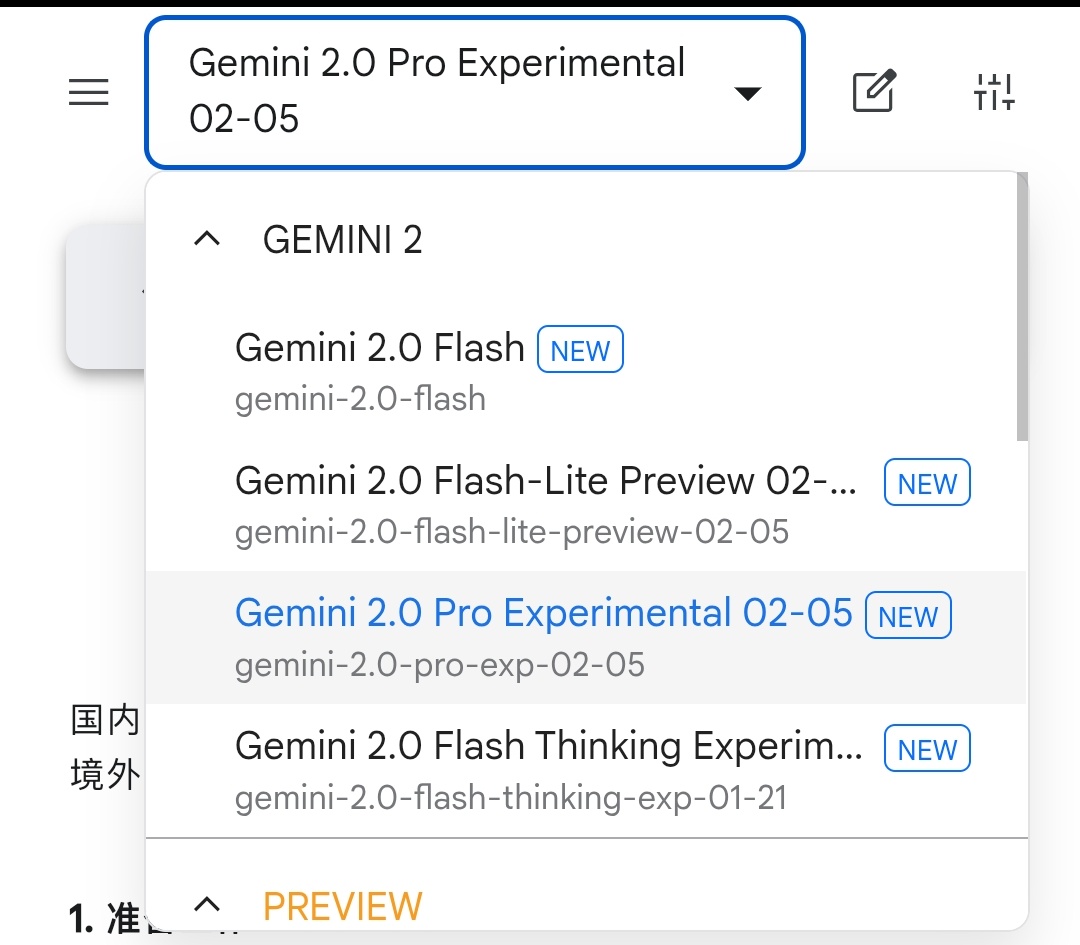 Gemini 2.0 Pro Experimental
02-05
GEMINI 2
Gemini 2.0 Flash NEW
gemini-2.0-flash
Gemini 2.0 Flash-Lite Preview 02-... NEW
gemini-2.0-flash-lite-preview-02-05
Gemini 2.0 Pro Experimental 02-05 NEW
gemini-2.0-pro-exp-02-05
国内
境外
Gemini 2.0 Flash Thinking Experim... NEW
gemini-2.0-flash-thinking-exp-01-21
PREVIEW
1. 准